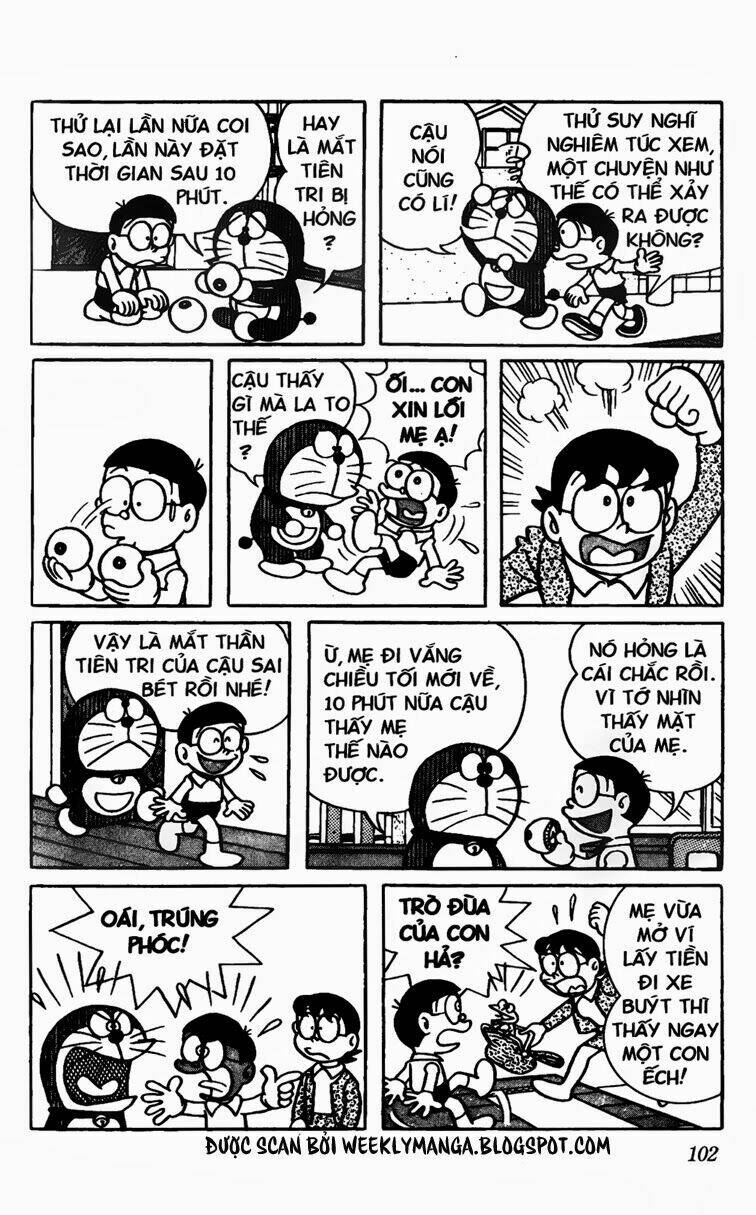 THỬ SUY NGHĨ
NGHIÊM TÚC XEM,
MỘT CHUYỆN NHƯ
THẾ CÓ THỂ XẢY
RA ĐƯỢC
KHÔNG?
CẬU
NÓI
CŨNG
CÓ LÍ!
HAY
LÀ MẮT
TIÊN
TRI BỊ
HỎNG
?
THỬ LẠI LẦN NỮA COI
SAO, LẦN NÀY ĐẶT
THỜI GIAN SAU 10
PHÚT.
ỐI... CON
XIN LỖI
MẸ Ạ!
CẬU THẤY
GÌ MÀ LA TO
THẾ
?
NÓ HỎNG LÀ
CÁI CHẮC RỒI.
VÌ TỚ NHÌN
THẤY MẶT
CỦA MẸ.
Ừ, MẸ ĐI VẮNG
CHIỀU TỐI MỚI VỀ,
10 PHÚT NỮA CẬU
THẤY MẸ
THẾ NÀO
ĐƯỢC.
VẬY LÀ MẮT THẦN
TIÊN TRI CỦA CẬU SAI
BÉT RỒI NHÉ!
MẸ VỪA
MỞ VÍ
LẤY TIỀN
ĐI XE
BUÝT THÌ
THẤY NGAY
MỘT CON
ẾCH!
TRÒ ĐÙA
CỦA CON
HẢ?
OÁI, TRÚNG
PHÓC!
ĐƯỢC SCAN BỞI WEEKLYMANGA.BLOGSPOT.COM
102